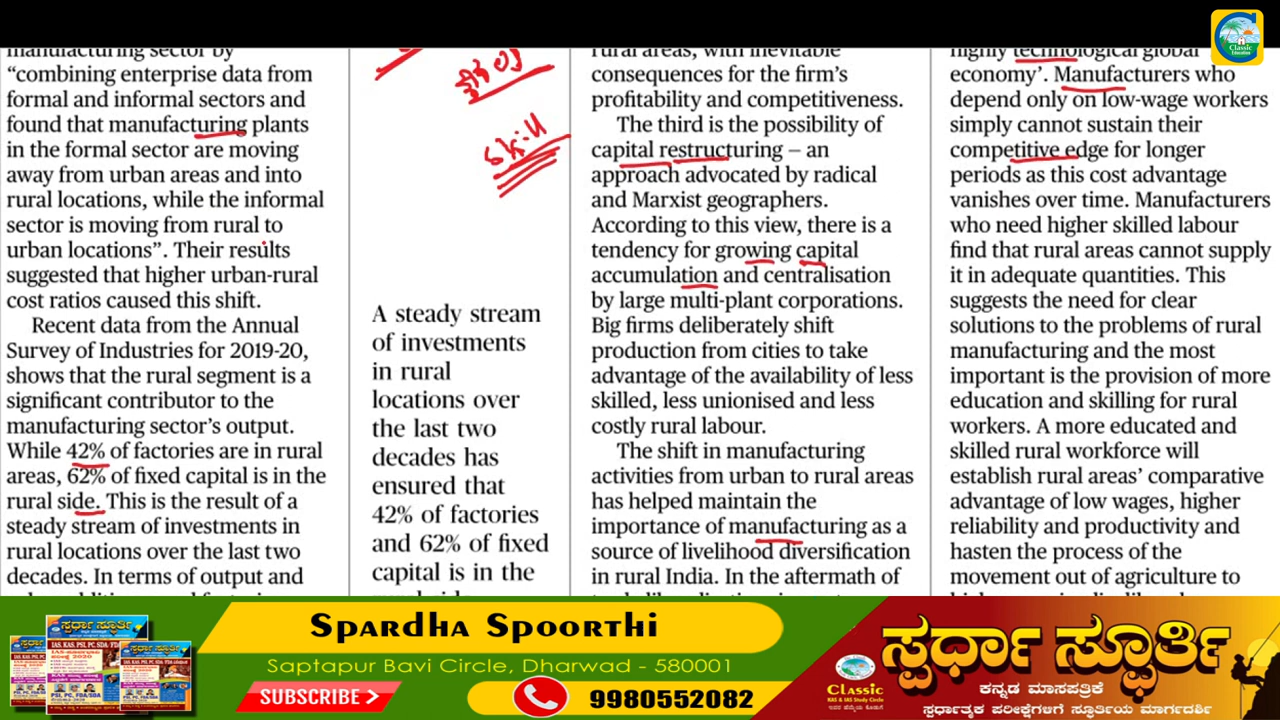 manufacturing sector by
“combining enterprise data from
formal and informal sectors and
found that manufacturing plants
in the formal sector are moving
away from urban areas and into
rural locations, while the informal
sector is moving from rural to
urban locations”. Their results
suggested that higher urban-rural
cost ratios caused this shift.
Recent data from the Annual
Survey of Industries for 2019-20,
shows that the rural segment is a
significant contributor to the
manufacturing sector’s output.
While 42% of factories are in rural
areas, 62% of fixed capital is in the
rural side. This is the result of a
steady stream of investments in
rural locations over the last two
decades. In terms of output and
Skill
A steady stream
of investments
in rural
locations over
the last two
decades has
ensured that
42% of factories
and 62% of fixed
capital is in the
rural areas, with inevitable
consequences for the firm’s
profitability and competitiveness.
The third is the possibility of
capital restructuring — an
approach advocated by radical
and Marxist geographers.
According to this view, there is a
tendency for growing capital
accumulation and centralisation
by large multi-plant corporations.
Big firms deliberately shift
production from cities to take
advantage of the availability of less
skilled, less unionised and less
costly rural labour.
The shift in manufacturing
activities from urban to rural areas
has helped maintain the
importance of manufacturing as a
source of livelihood diversification
in rural India. In the aftermath of
highly technological global
economy’. Manufacturers who
depend only on low-wage workers
simply cannot sustain their
competitive edge for longer
periods as this cost advantage
vanishes over time. Manufacturers
who need higher skilled labour
find that rural areas cannot supply
it in adequate quantities. This
suggests the need for clear
solutions to the problems of rural
manufacturing and the most
important is the provision of more
education and skilling for rural
workers. A more educated and
skilled rural workforce will
establish rural areas’ comparative
advantage of low wages, higher
reliability and productivity and
hasten the process of the
movement out of agriculture to
Classic
Education
Spardha Spoorthi
Saptapur Bavi Circle Dharwad - 580001
SUBSCRIBE >
9980552082
ಸ್ಪರ್ಧಾ ಸ್ಫೂರ್ತಿ
ಕನ್ನಡ ಮಾಸಪತ್ರಿಕೆ
ಸ್ಪರ್ಧಾತ್ಮಕ ಪರೀಕ್ಷೆಗಳಿಗೆ ಸ್ಫೂರ್ತಿಯ ಮಾರ್ಗದರ್ಶಿ
Classic
KAS & IAS Study Circle